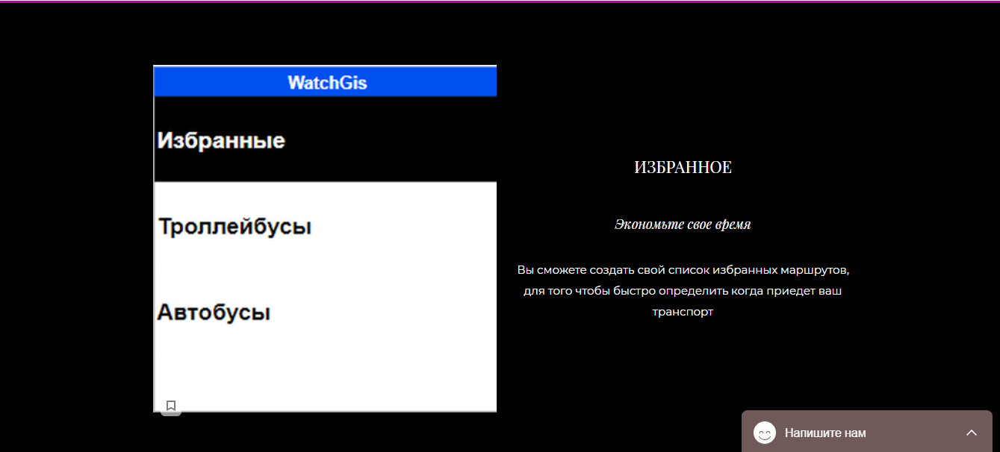 WatchGis
Избранные
Троллейбусы
Автобусы
ИЗБРАННОЕ
Экономьте свое время
Вы сможете создать свой список избранных маршрутов,
для того чтобы быстро определить когда приедет ваш
транспорт
Напишите нам